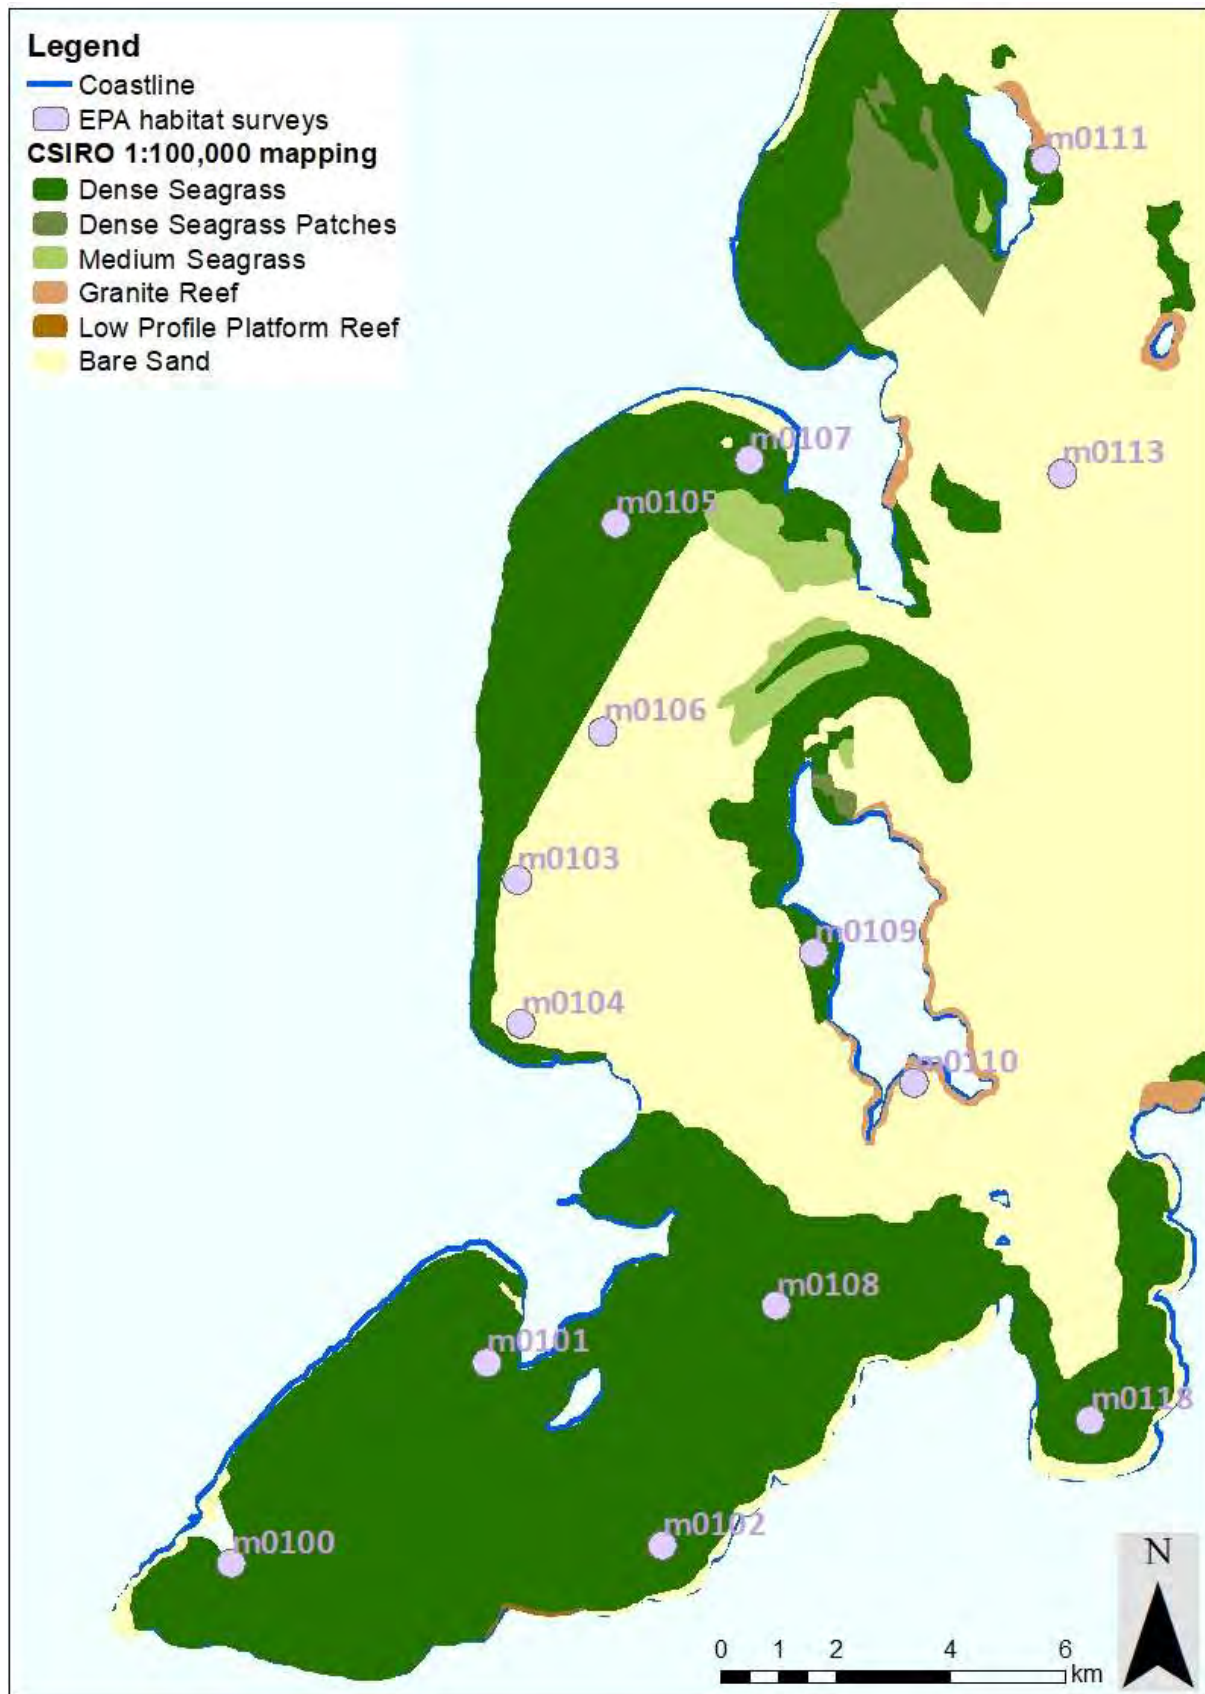 Legend
Coastline
EPA habitat surveys
CSIRO 1:100,000 mapping
Dense Seagrass
Dense Seagrass Patches
Medium Seagrass
Granite Reef
Low Profile Platform Reef
Bare Sand
m0111
m0107
m0113
m0105
m0106
m0103
m0109
m0104
m0110
m0108
m0101
m0118
m0102
m0100
N
0 1 2 4 6
km